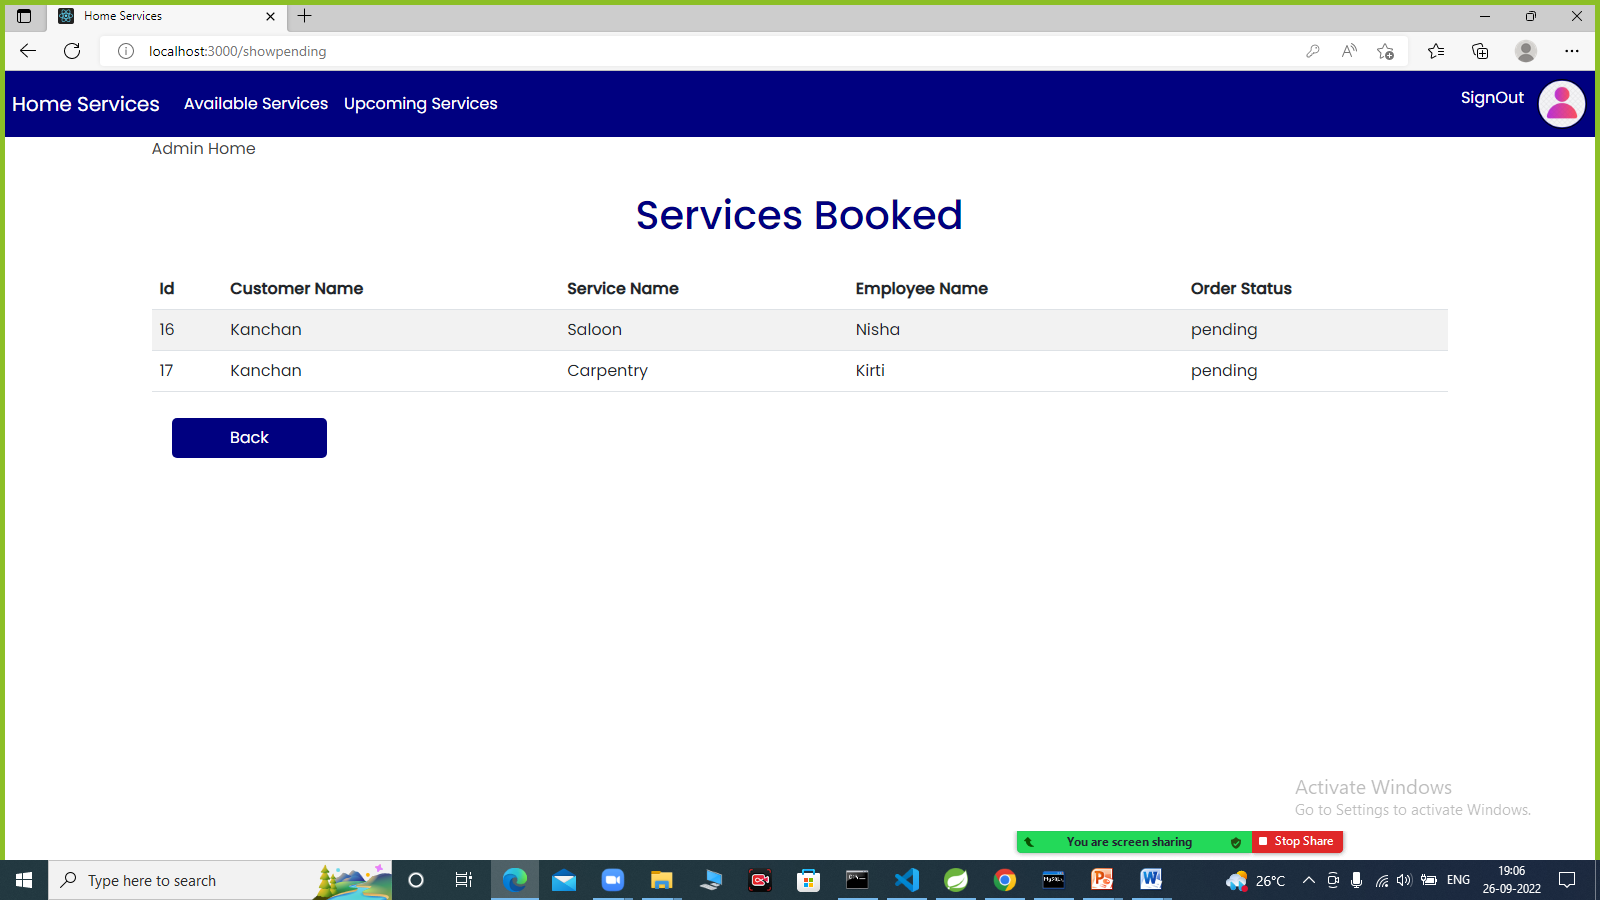 Home Services
localhost:3000/showpending
Home Services Available Services Upcoming Services SignOut
Admin Home
Services Booked
Id Customer Name Service Name Employee Name Order Status
16 Kanchan Saloon Nisha pending
17 Kanchan Carpentry Kirti pending
Back
Activate Windows
Go to Settings to activate Windows.
You are screen sharing Stop Share
Type here to search 26°C ENG 19:06
26-09-2022